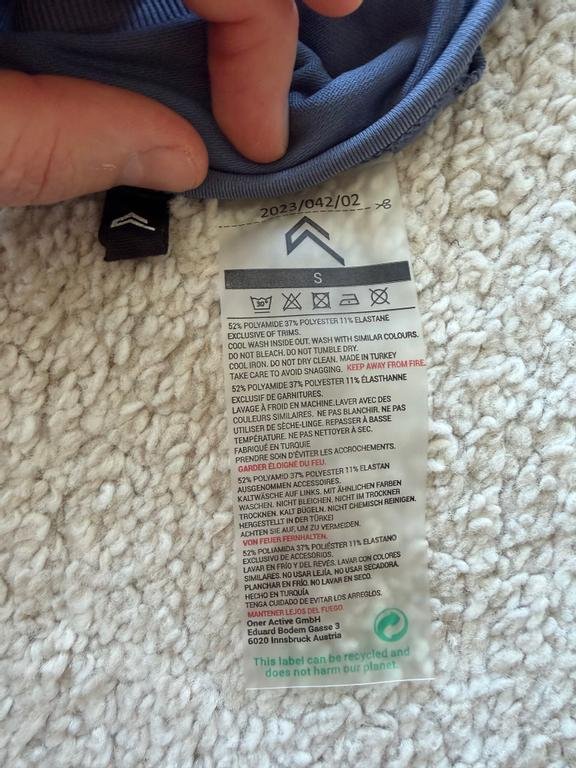 2023/042/02
S
30°
52% POLYAMIDE 37% POLYESTER 11% ELASTANE
EXCLUSIVE OF TRIMS.
COOL WASH INSIDE OUT. WASH WITH SIMILAR COLOURS.
DO NOT BLEACH. DO NOT TUMBLE DRY.
COOL IRON. DO NOT DRY CLEAN. MADE IN TURKEY
TAKE CARE TO AVOID SNAGGING. KEEP AWAY FROM FIRE.
52% POLYAMIDE 37% POLYESTER 11% ÉLASTHANNE
EXCLUSIF DE GARNITURES.
LAVAGE À FROID EN MACHINE.LAVER AVEC DES
COULEURS SIMILAIRES. NE PAS BLANCHIR. NE PAS
UTILISER DE SÈCHE-LINGE. REPASSER À BASSE
TEMPÉRATURE. NE PAS NETTOYER À SEC.
FABRIQUÉ EN TURQUIE
PRENDRE SOIN D'ÉVITER LES ACCROCHEMENTS.
GARDER ÉLOIGNÉ DU FEU.
52% POLYAMID 37% POLYESTER 11% ELASTAN
AUSGENOMMEN ACCESSOIRES.
KALTWÄSCHE AUF LINKS. MIT ÄHNLICHEN FARBEN
WASCHEN. NICHT BLEICHEN. NICHT IM TROCKNER
TROCKNEN. KALT BÜGELN. NICHT CHEMISCH REINIGEN.
HERGESTELLT IN DER TÜRKEI
ACHTEN SIE AUF, UM ZU VERMEIDEN.
VON FEUER FERNHALTEN.
52% POLIAMIDA 37% POLIÉSTER 11% ELASTANO
EXCLUSIVO DE ACCESORIOS.
LAVAR EN FRÍO Y DEL REVÉS. LAVAR CON COLORES
SIMILARES. NO USAR LEJÍA. NO USAR SECADORA.
PLANCHAR EN FRÍO. NO LAVAR EN SECO.
HECHO EN TURQUÍA
TENGA CUIDADO DE EVITAR LOS ARREGLOS.
MANTENER LEJOS DEL FUEGO
Oner Active GmbH
Eduard Bodem Gasse 3
6020 Innsbruck Austria
This label can be recycled and
does not harm our planet.